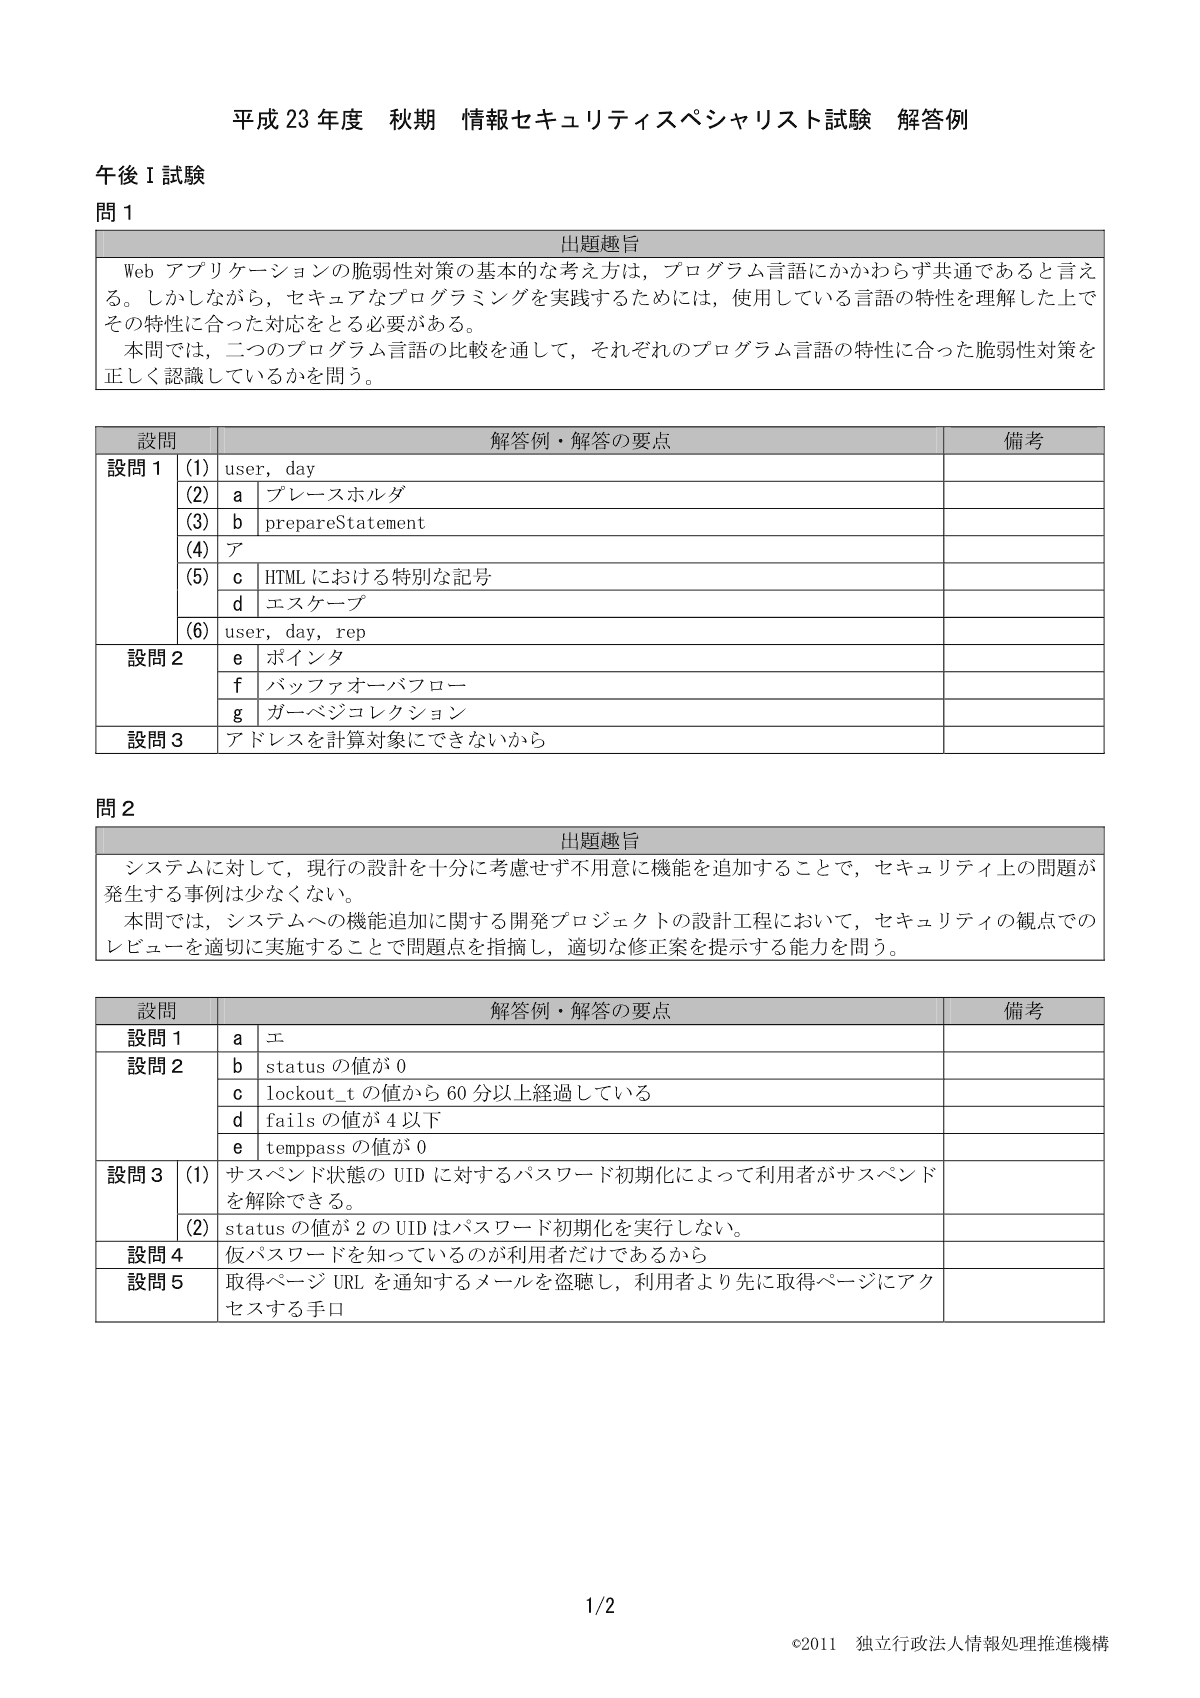 平成 23 年度　秋期　情報セキュリティスペシャリスト試験　解答例
午後Ⅰ試験
問１
出題趣旨
Web アプリケーションの脆弱性対策の基本的な考え方は，プログラム言語にかかわらず共通であると言え
る。しかしながら，セキュアなプログラミングを実践するためには，使用している言語の特性を理解した上で
その特性に合った対応をとる必要がある。
本問では，二つのプログラム言語の比較を通して，それぞれのプログラム言語の特性に合った脆弱性対策を
正しく認識しているかを問う。
設問　解答例・解答の要点　備考
設問１ (1) user, day
(2) a プレースホルダ
(3) b prepareStatement
(4) ア
(5) c HTML における特別な記号
d エスケープ
(6) user, day, rep
設問２ e ポインタ
f バッファオーバフロー
g ガーベジコレクション
設問３ アドレスを計算対象にできないから
問２
出題趣旨
システムに対して，現行の設計を十分に考慮せず不用意に機能を追加することで，セキュリティ上の問題が
発生する事例は少なくない。
本問では，システムへの機能追加に関する開発プロジェクトの設計工程において，セキュリティの観点での
レビューを適切に実施することで問題点を指摘し，適切な修正案を提示する能力を問う。
設問　解答例・解答の要点　備考
設問１ a エ
設問２ b status の値が 0
c lockout_t の値から 60 分以上経過している
d fails の値が 4 以下
e temppass の値が 0
設問３ (1) サスペンド状態の UID に対するパスワード初期化によって利用者がサスペンド
を解除できる。
(2) status の値が 2 の UID はパスワード初期化を実行しない。
設問４ 仮パスワードを知っているのが利用者だけであるから
設問５ 取得ページ URL を通知するメールを盗聴し，利用者より先に取得ページにアク
セスする手口
1/2
©2011　独立行政法人情報処理推進機構